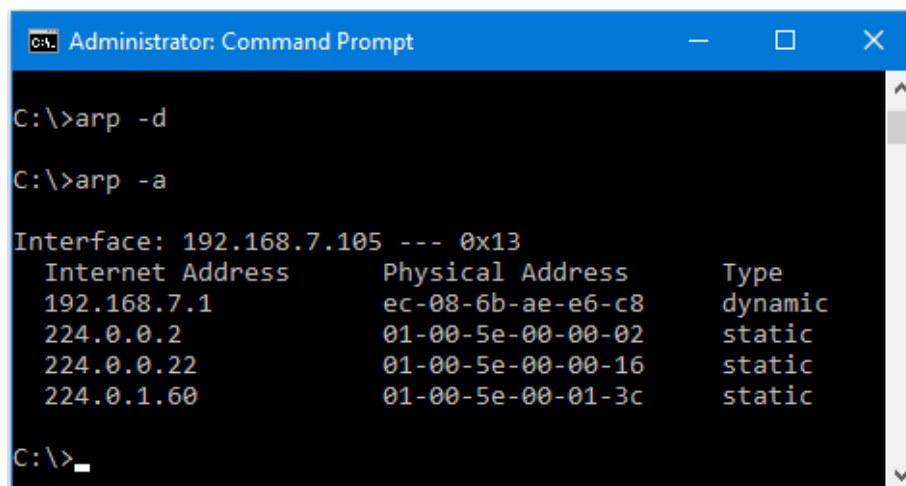 Administrator: Command Prompt
C:\>arp -d
C:\>arp -a
Interface: 192.168.7.105 --- 0x13
Internet Address Physical Address Type
192.168.7.1 ec-08-6b-ae-e6-c8 dynamic
224.0.0.2 01-00-5e-00-00-02 static
224.0.0.22 01-00-5e-00-00-16 static
224.0.1.60 01-00-5e-00-01-3c static
C:\>